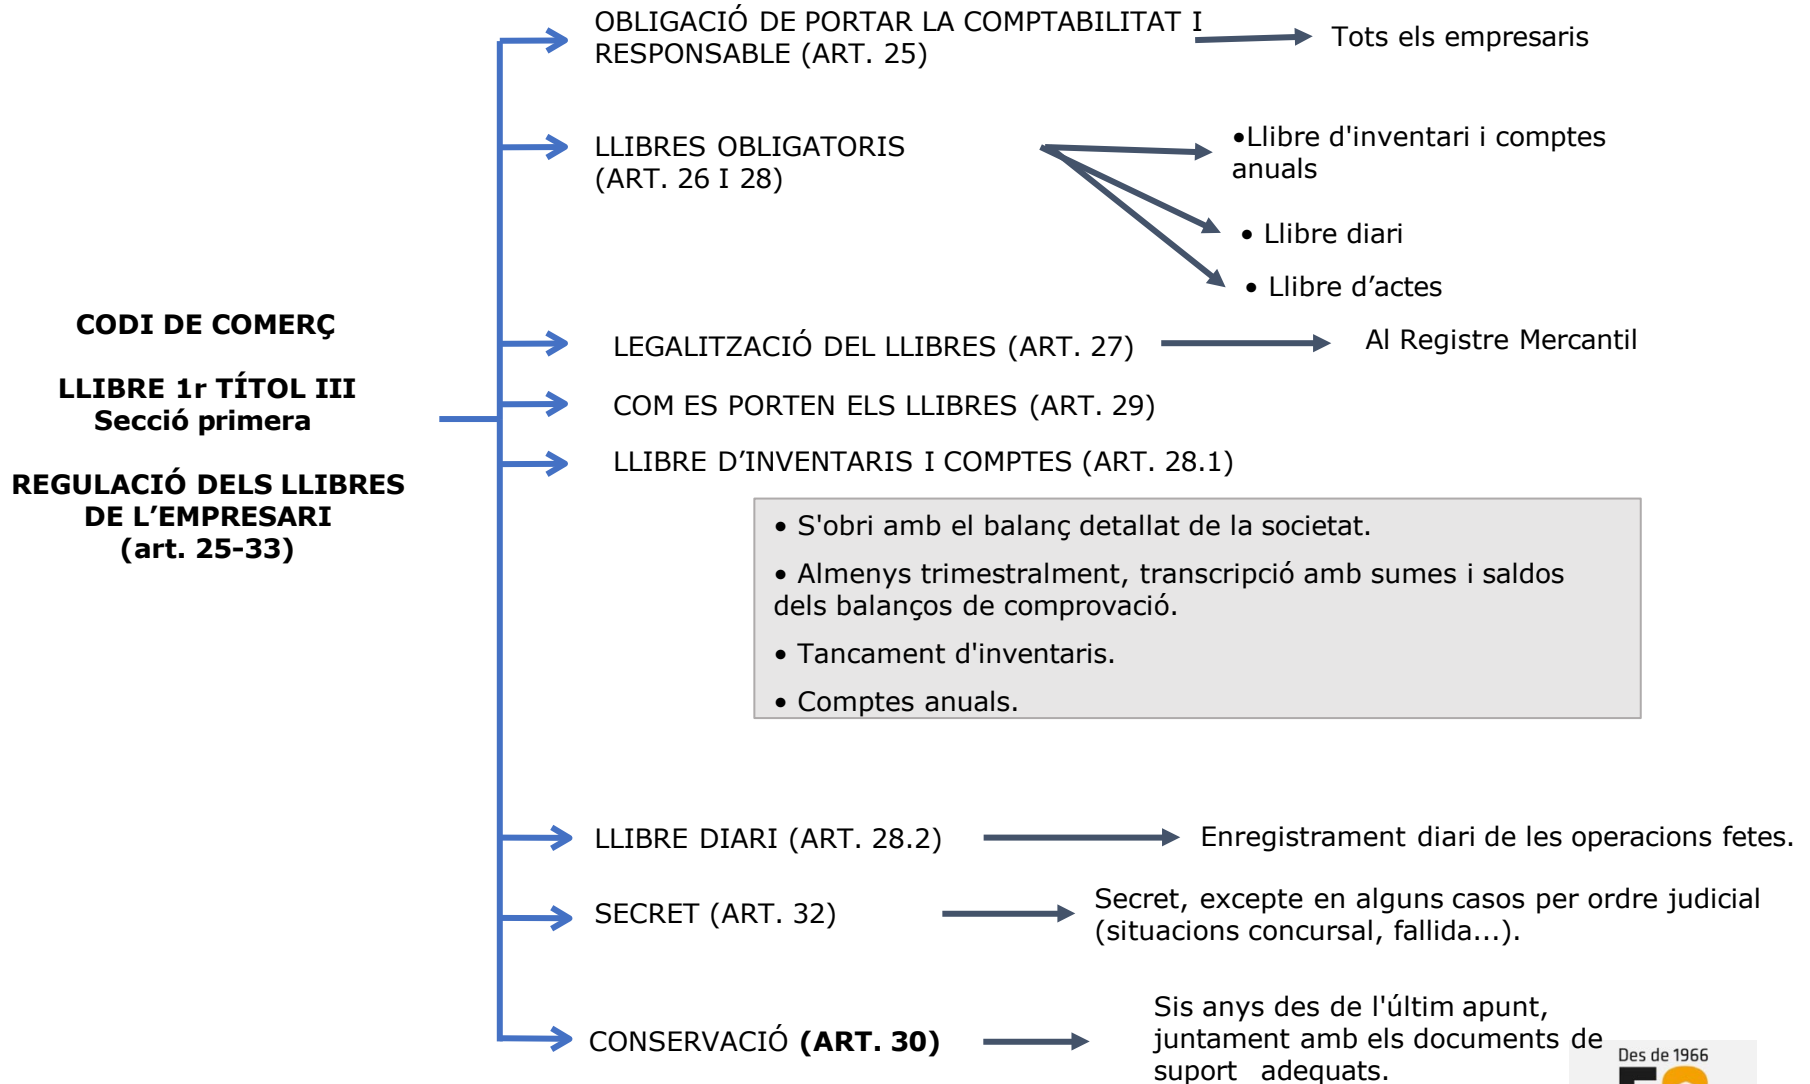 OBLIGACIÓ DE PORTAR LA COMPTABILITAT I
RESPONSABLE (ART. 25)
Tots els empresaris
LLIBRES OBLIGATORIS
(ART. 26 I 28)
•Llibre d'inventari i comptes
anuals
• Llibre diari
• Llibre d’actes
CODI DE COMERÇ
LLIBRE 1r TÍTOL III
Secció primera
REGULACIÓ DELS LLIBRES
DE L’EMPRESARI
(art. 25-33)
LEGALITZACIÓ DEL LLIBRES (ART. 27)
Al Registre Mercantil
COM ES PORTEN ELS LLIBRES (ART. 29)
LLIBRE D’INVENTARIS I COMPTES (ART. 28.1)
• S'obri amb el balanç detallat de la societat.
• Almenys trimestralment, transcripció amb sumes i saldos
dels balanços de comprovació.
• Tancament d'inventaris.
• Comptes anuals.
LLIBRE DIARI (ART. 28.2)
Enregistrament diari de les operacions fetes.
SECRET (ART. 32)
Secret, excepte en alguns casos per ordre judicial
(situacions concursal, fallida...).
CONSERVACIÓ (ART. 30)
Sis anys des de l'últim apunt,
juntament amb els documents de
suport adequats.
Des de 1966